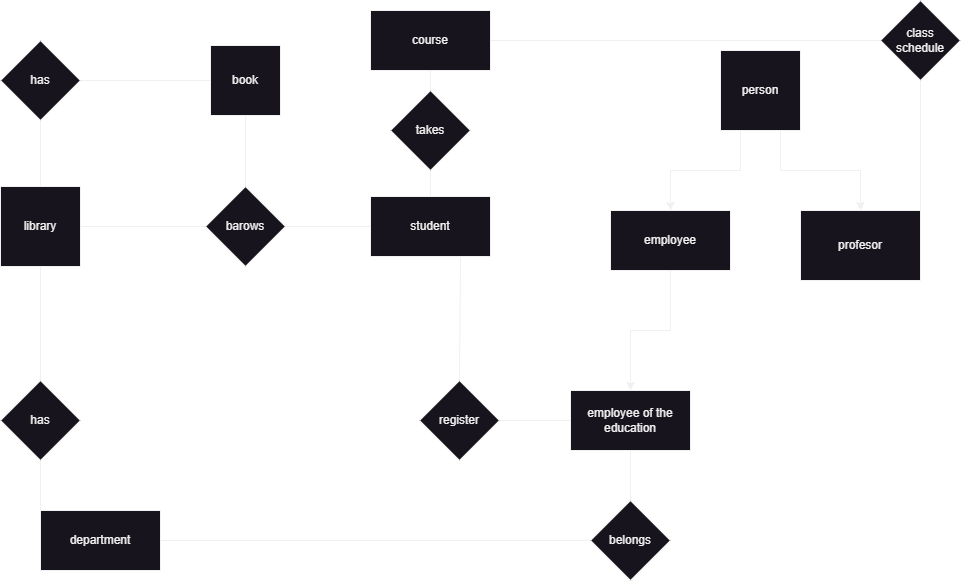 class
schedule
course
has
book
person
takes
library
barows
student
employee
profesor
has
register
employee of the
education
department
belongs